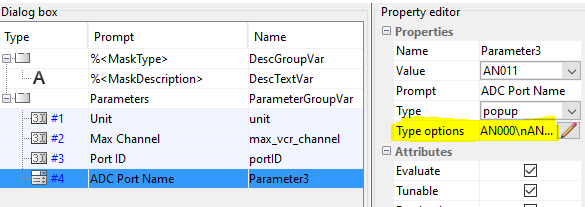 Dialog box
Type Prompt Name
%<MaskType> DescGroupVar
A %<MaskDescription> DescTextVar
Parameters ParameterGroupVar
#1 Unit unit
#2 Max Channel max_vcr_channel
#3 Port ID portID
#4 ADC Port Name Parameter3
Property editor
Properties
Name Parameter3
Value AN011
Prompt ADC Port Name
Type popup
Type options AN000\nAN...
Attributes
Evaluate
Tunable